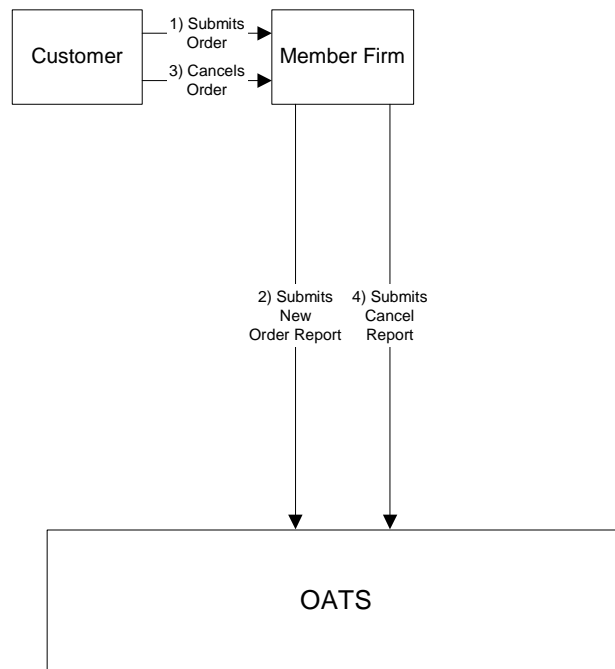 1) Submits
Order
Customer
3) Cancels
Order
Member Firm
2) Submits
New
Order Report
4) Submits
Cancel
Report
OATS